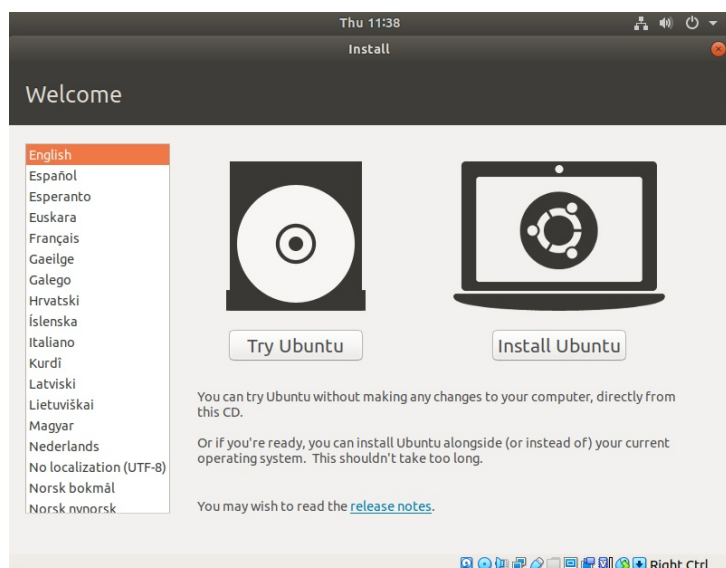 Thu 11:38
Install
Welcome
English
Español
Esperanto
Euskara
Français
Gaeilge
Galego
Hrvatski
Íslenska
Italiano
Kurdî
Latviski
Lietuviškai
Magyar
Nederlands
No localization (UTF-8)
Norsk bokmål
Norsk nynorsk
Try Ubuntu
Install Ubuntu
You can try Ubuntu without making any changes to your computer, directly from
this CD.
Or if you're ready, you can install Ubuntu alongside (or instead of) your current
operating system. This shouldn't take too long.
You may wish to read the release notes.
Right Ctrl